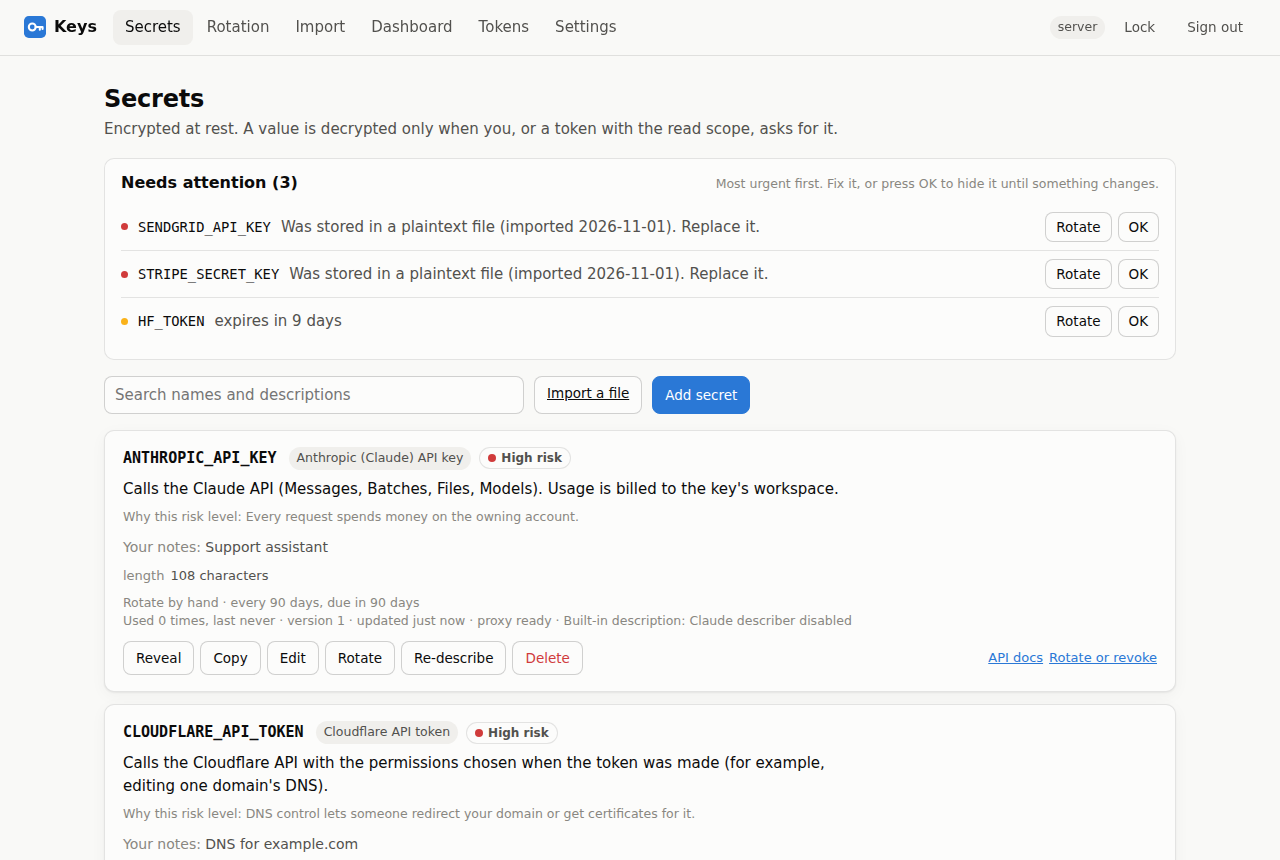 Keys Secrets Rotation Import Dashboard Tokens Settings server Lock Sign out
Secrets
Encrypted at rest. A value is decrypted only when you, or a token with the read scope, asks for it.
Needs attention (3) Most urgent first. Fix it, or press OK to hide it until something changes.
SENDGRID_API_KEY Was stored in a plaintext file (imported 2026-11-01). Replace it. Rotate OK
STRIPE_SECRET_KEY Was stored in a plaintext file (imported 2026-11-01). Replace it. Rotate OK
HF_TOKEN expires in 9 days Rotate OK
Search names and descriptions Import a file Add secret
ANTHROPIC_API_KEY Anthropic (Claude) API key High risk
Calls the Claude API (Messages, Batches, Files, Models). Usage is billed to the key's workspace.
Why this risk level: Every request spends money on the owning account.
Your notes: Support assistant
length 108 characters
Rotate by hand · every 90 days, due in 90 days
Used 0 times, last never · version 1 · updated just now · proxy ready · Built-in description: Claude describer disabled
Reveal Copy Edit Rotate Re-describe Delete API docs Rotate or revoke
CLOUDFLARE_API_TOKEN Cloudflare API token High risk
Calls the Cloudflare API with the permissions chosen when the token was made (for example,
editing one domain's DNS).
Why this risk level: DNS control lets someone redirect your domain or get certificates for it.
Your notes: DNS for example.com